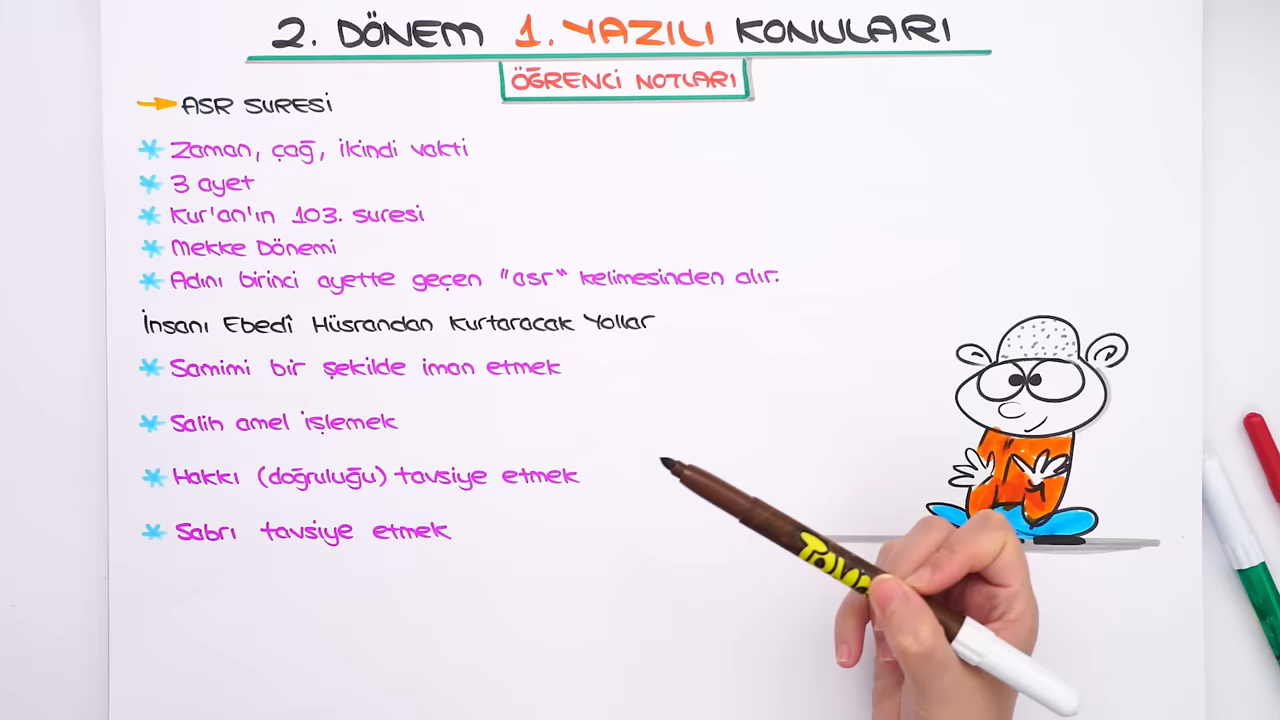 2. DÖNEM 1. YAZILI KONULARI
ÖĞRENCİ NOTLARI
ASR SURESİ
Zaman, çağ, ikindi vakti
3 ayet
Kur'an'ın 103. suresi
Mekke Dönemi
Adını birinci ayette geçen "asr" kelimesinden alır.
İnsanı Ebedî Hüsrandan Kurtaracak Yollar
Samimi bir şekilde iman etmek
Salih amel işlemek
Hakkı (doğruluğu) tavsiye etmek
Sabrı tavsiye etmek